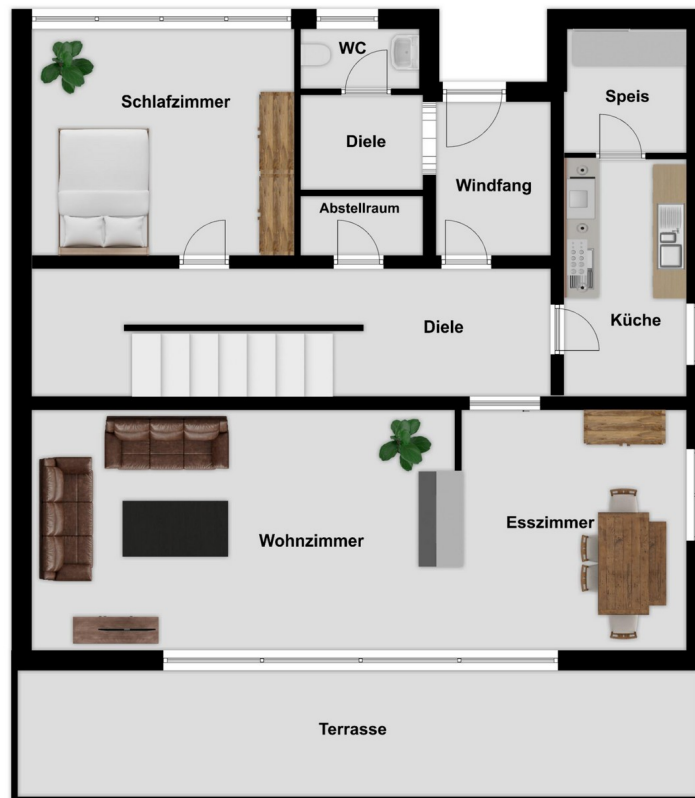 WC
Schlafzimmer
Speis
Diele
Windfang
Abstellraum
Küche
Diele
Esszimmer
Wohnzimmer
Terrasse